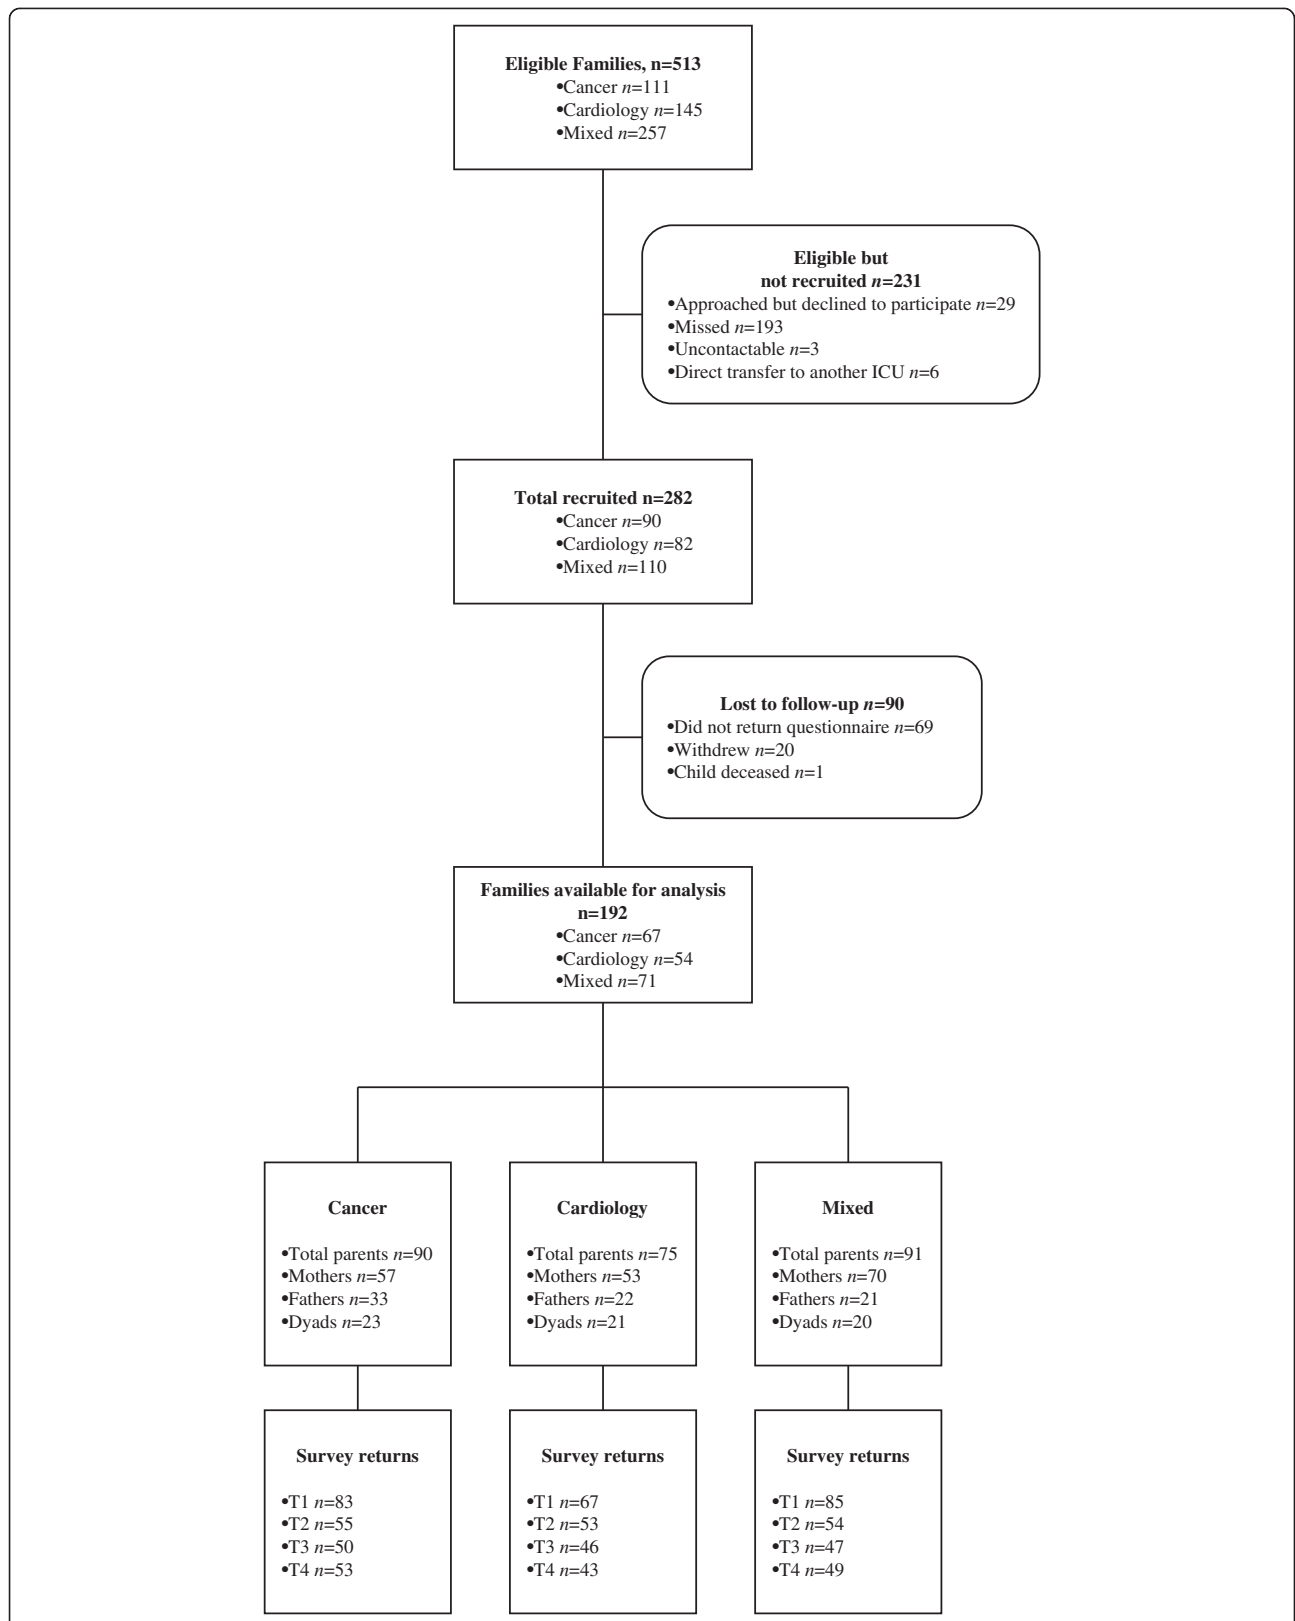 Eligible Families, n=513
•Cancer n=111
•Cardiology n=145
•Mixed n=257
Eligible but
not recruited n=231
•Approached but declined to participate n=29
•Missed n=193
•Uncontactable n=3
•Direct transfer to another ICU n=6
Total recruited n=282
•Cancer n=90
•Cardiology n=82
•Mixed n=110
Lost to follow-up n=90
•Did not return questionnaire n=69
•Withdrew n=20
•Child deceased n=1
Families available for analysis
n=192
•Cancer n=67
•Cardiology n=54
•Mixed n=71
Cancer
•Total parents n=90
•Mothers n=57
•Fathers n=33
•Dyads n=23
Cardiology
•Total parents n=75
•Mothers n=53
•Fathers n=22
•Dyads n=21
Mixed
•Total parents n=91
•Mothers n=70
•Fathers n=21
•Dyads n=20
Survey returns
•T1 n=83
•T2 n=55
•T3 n=50
•T4 n=53
Survey returns
•T1 n=67
•T2 n=53
•T3 n=46
•T4 n=43
Survey returns
•T1 n=85
•T2 n=54
•T3 n=47
•T4 n=49